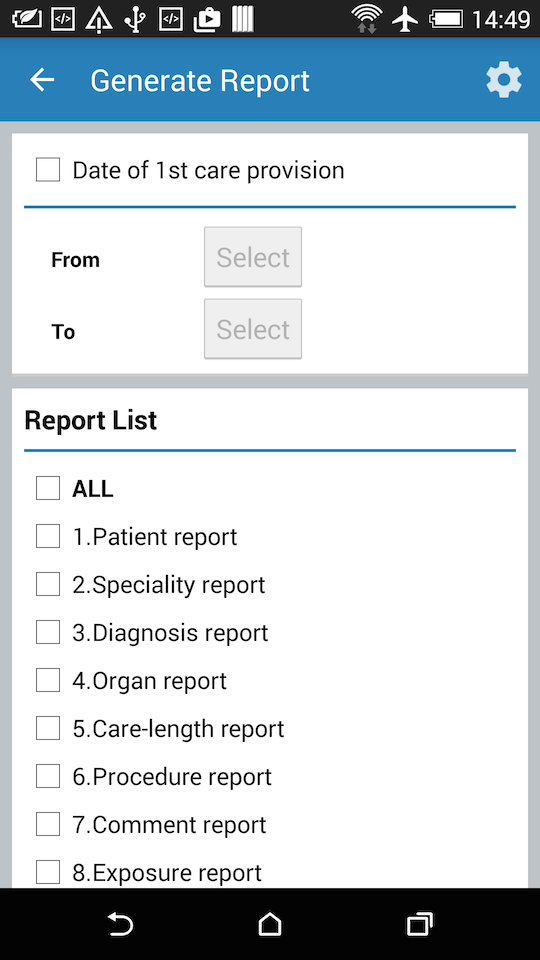 14:49
Generate Report
Date of 1st care provision
From Select
To Select
Report List
ALL
1.Patient report
2.Speciality report
3.Diagnosis report
4.Organ report
5.Care-length report
6.Procedure report
7.Comment report
8.Exposure report